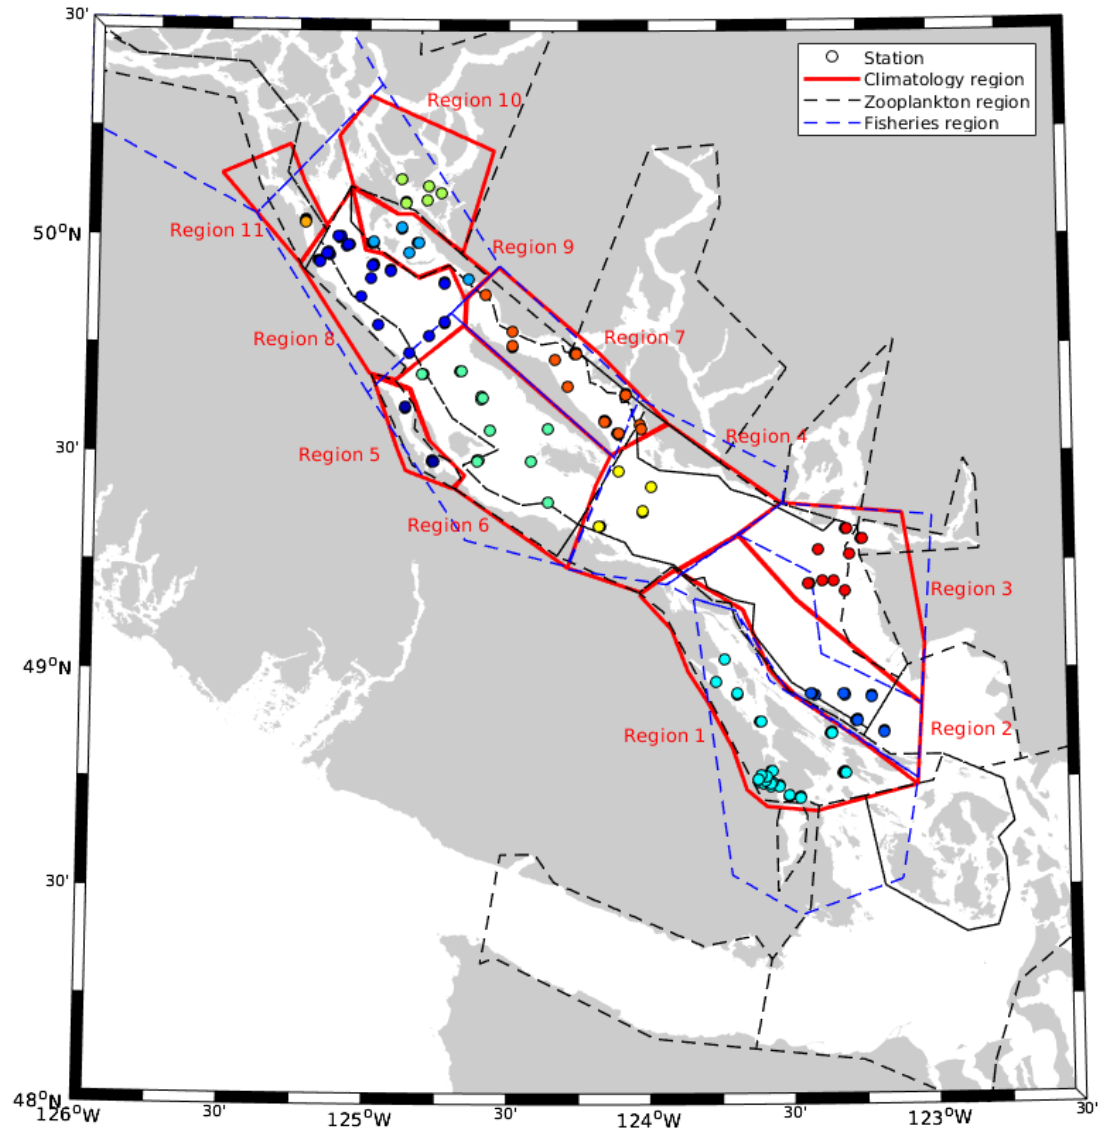 30'
Station
Climatology region
Zooplankton region
Fisheries region
Region 10
Region 11
50°N
Region 9
Region 8
Region 7
Region 4
30'
Region 5
Region 6
Region 3
49°N
Region 1
Region 2
30'
48°N
126°W
30'
125°W
30'
124°W
30'
123°W
30'